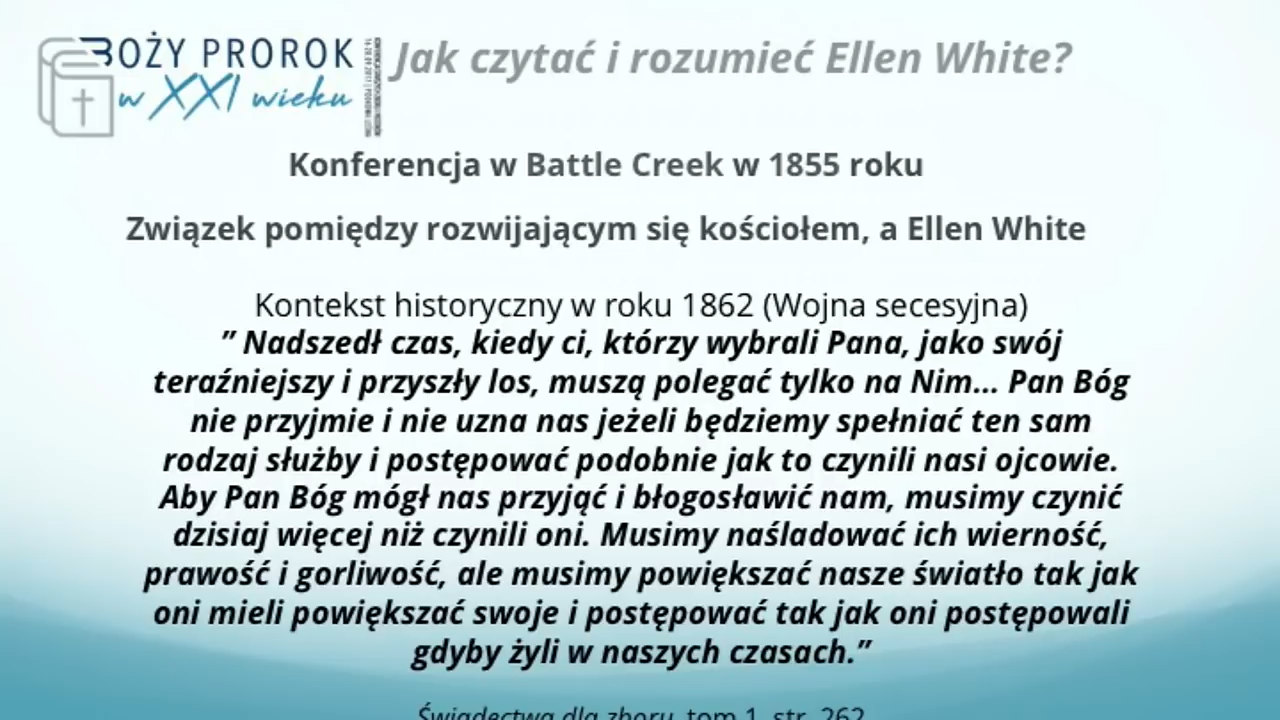 BOŻY PROROK
w XXI wieku
Jak czytać i rozumieć Ellen White?
Konferencja w Battle Creek w 1855 roku
Związek pomiędzy rozwijającym się kościołem, a Ellen White
Kontekst historyczny w roku 1862 (Wojna secesyjna)
” Nadszedł czas, kiedy ci, którzy wybrali Pana, jako swój
teraźniejszy i przyszły los, muszą polegać tylko na Nim... Pan Bóg
nie przyjmie i nie uzna nas jeżeli będziemy spełniać ten sam
rodzaj służby i postępować podobnie jak to czynili nasi ojcowie.
Aby Pan Bóg mógł nas przyjąć i błogosławić nam, musimy czynić
dzisiaj więcej niż czynili oni. Musimy naśladować ich wierność,
prawość i gorliwość, ale musimy powiększać nasze światło tak jak
oni mieli powiększać swoje i postępować tak jak oni postępowali
gdyby żyli w naszych czasach.”
Świadectwa dla zboru, tom 1, str. 262